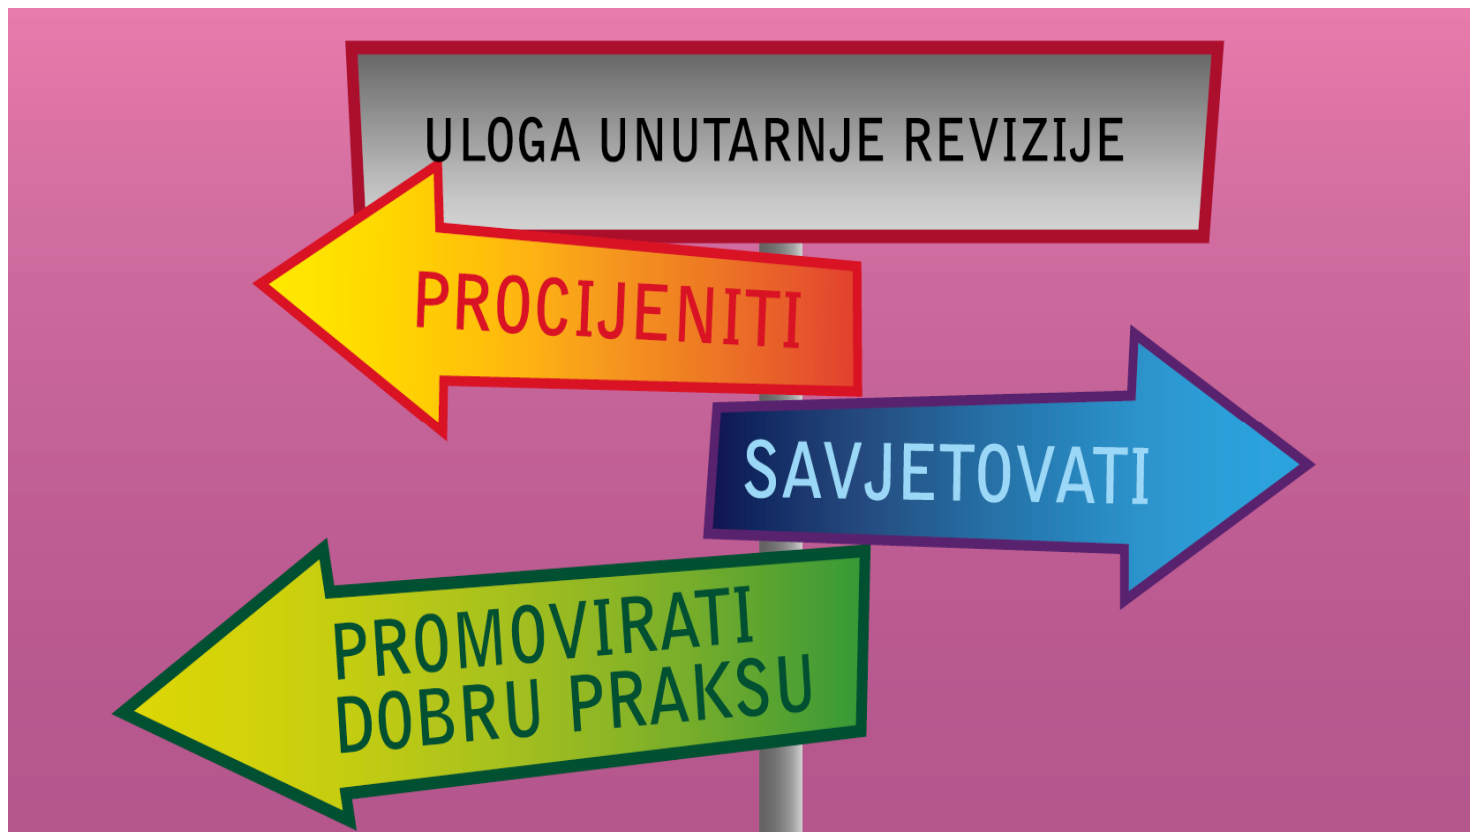 ULOGA UNUTARNJE REVIZIJE
PROCIJENITI
SAVJETOVATI
PROMOVIRATI
DOBRU PRAKSU